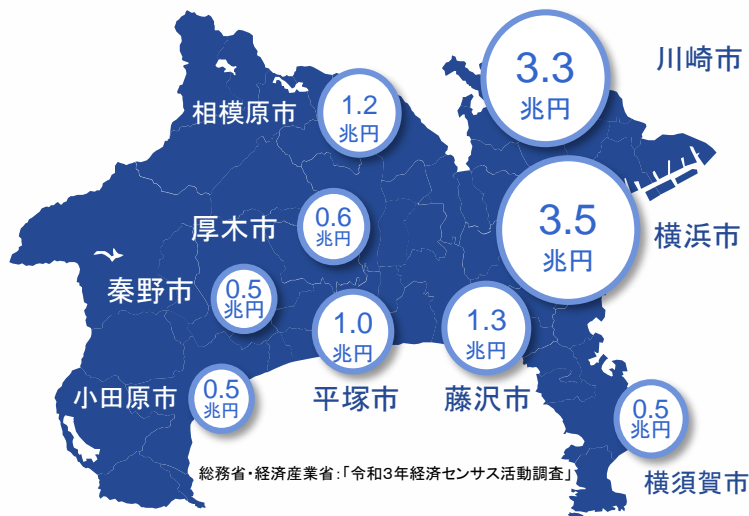 3.3
兆円
川崎市
相模原市
1.2
兆円
厚木市
0.6
兆円
3.5
兆円
横浜市
秦野市
0.5
兆円
1.0
兆円
平塚市
1.3
兆円
藤沢市
小田原市
0.5
兆円
0.5
兆円
横須賀市
総務省・経済産業省：「令和3年経済センサス活動調査」